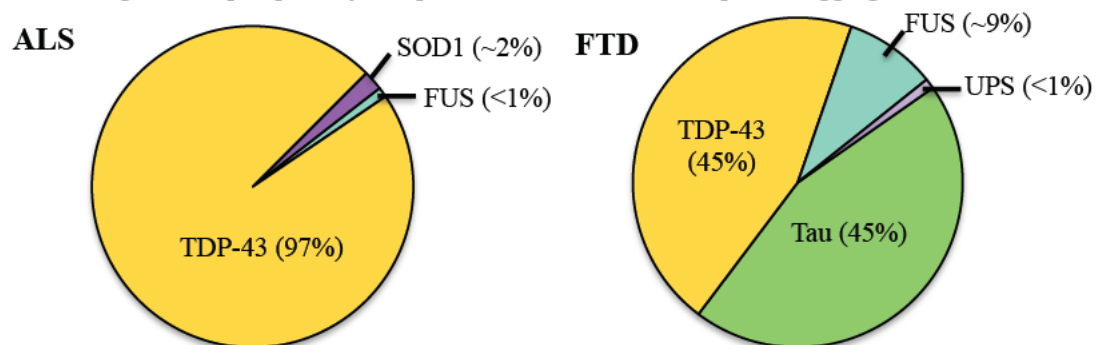 ALS
SOD1 (~2%)
FUS (<1%)
TDP-43 (97%)
FTD
FUS (~9%)
UPS (<1%)
TDP-43
(45%)
Tau (45%)